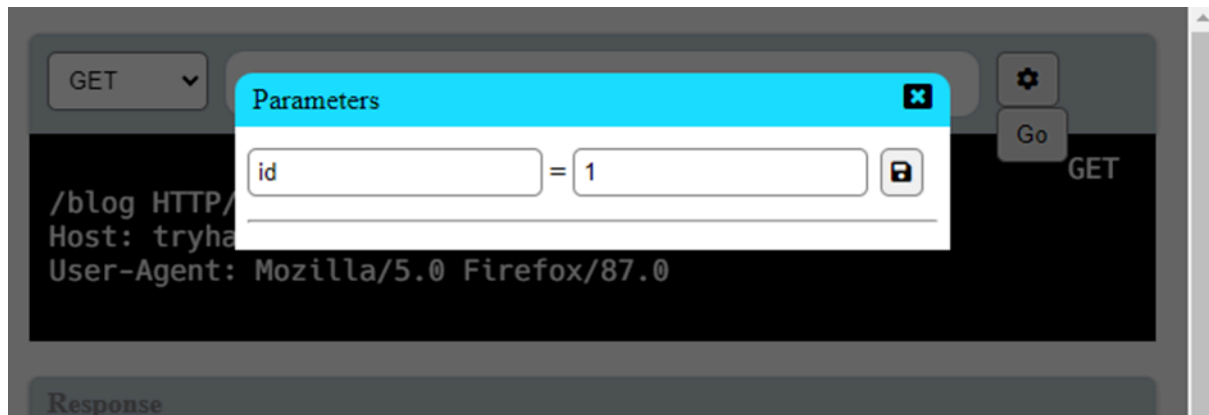 GET
Parameters
Go
id = 1
GET
/blog HTTP/
Host: tryha
User-Agent: Mozilla/5.0 Firefox/87.0
Response